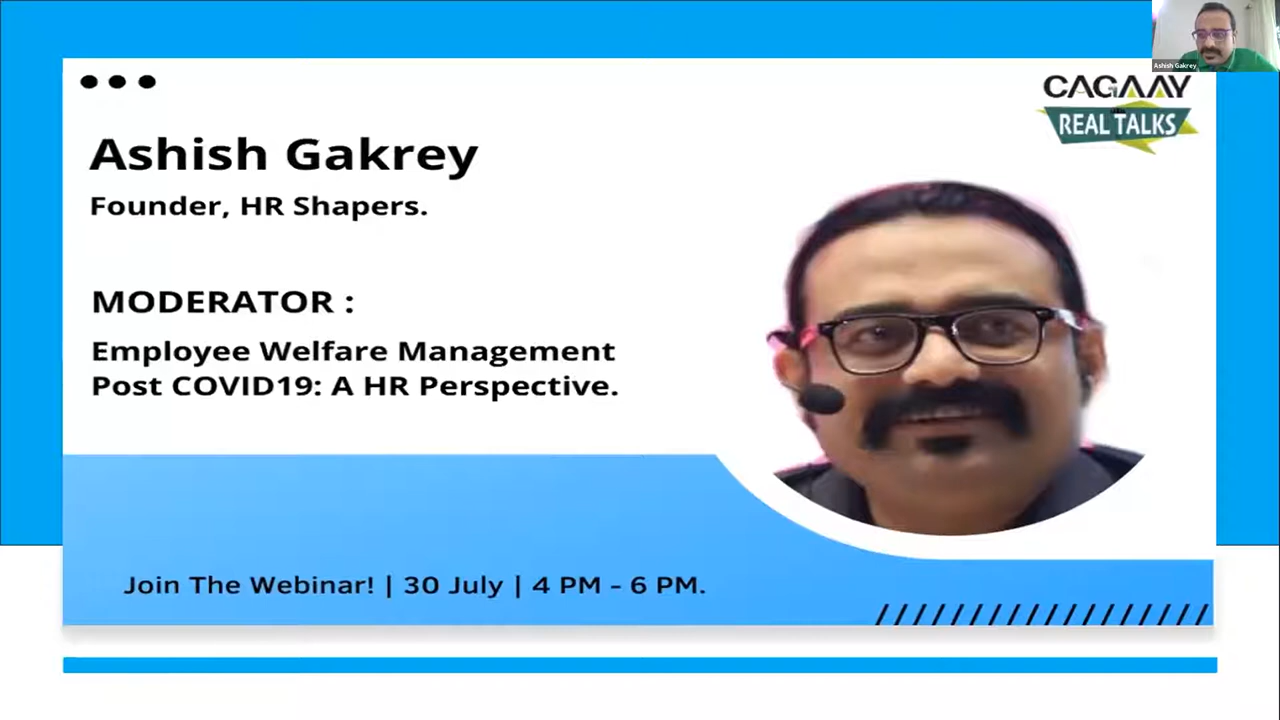 Ashish Gakrey
CAGAAY
REAL TALKS
Ashish Gakrey
Founder, HR Shapers.
MODERATOR :
Employee Welfare Management
Post COVID19: A HR Perspective.
Join The Webinar! | 30 July | 4 PM - 6 PM.